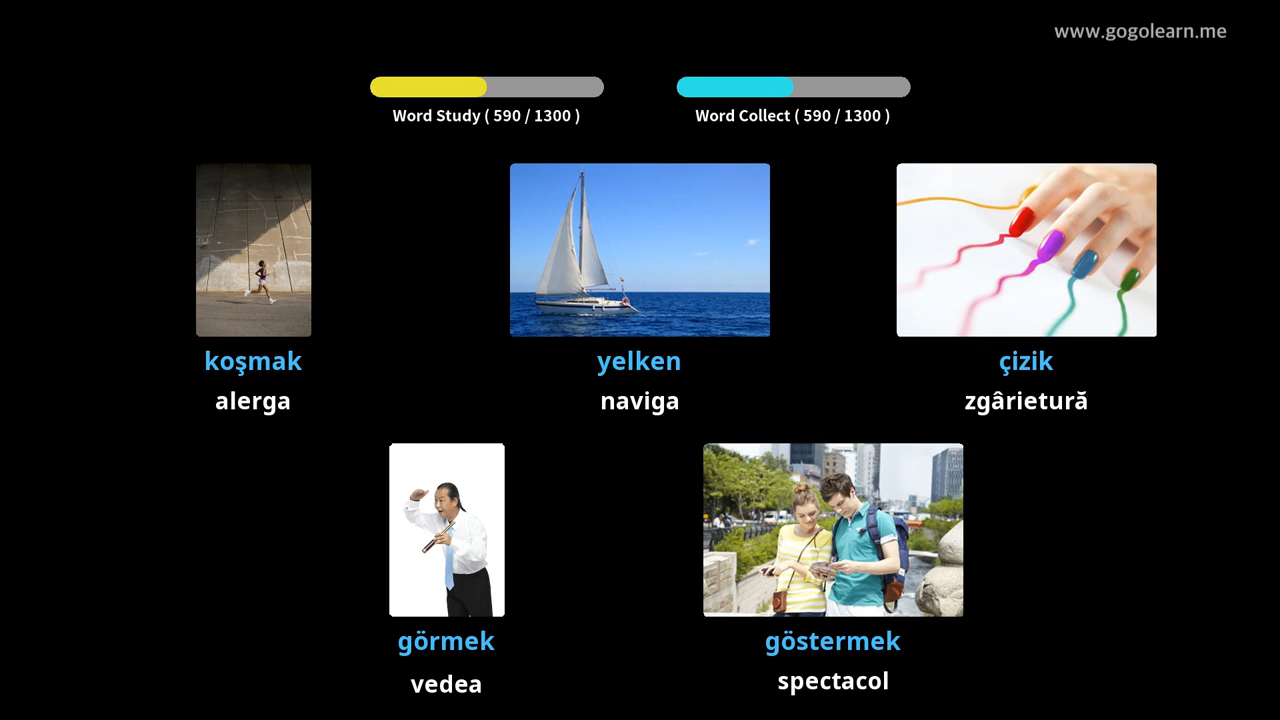 www.gogolearn.me
Word Study ( 590 / 1300 )
Word Collect ( 590 / 1300 )
koşmak
alerga
yelken
naviga
çizik
zgârietură
görmek
vedea
göstermek
spectacol